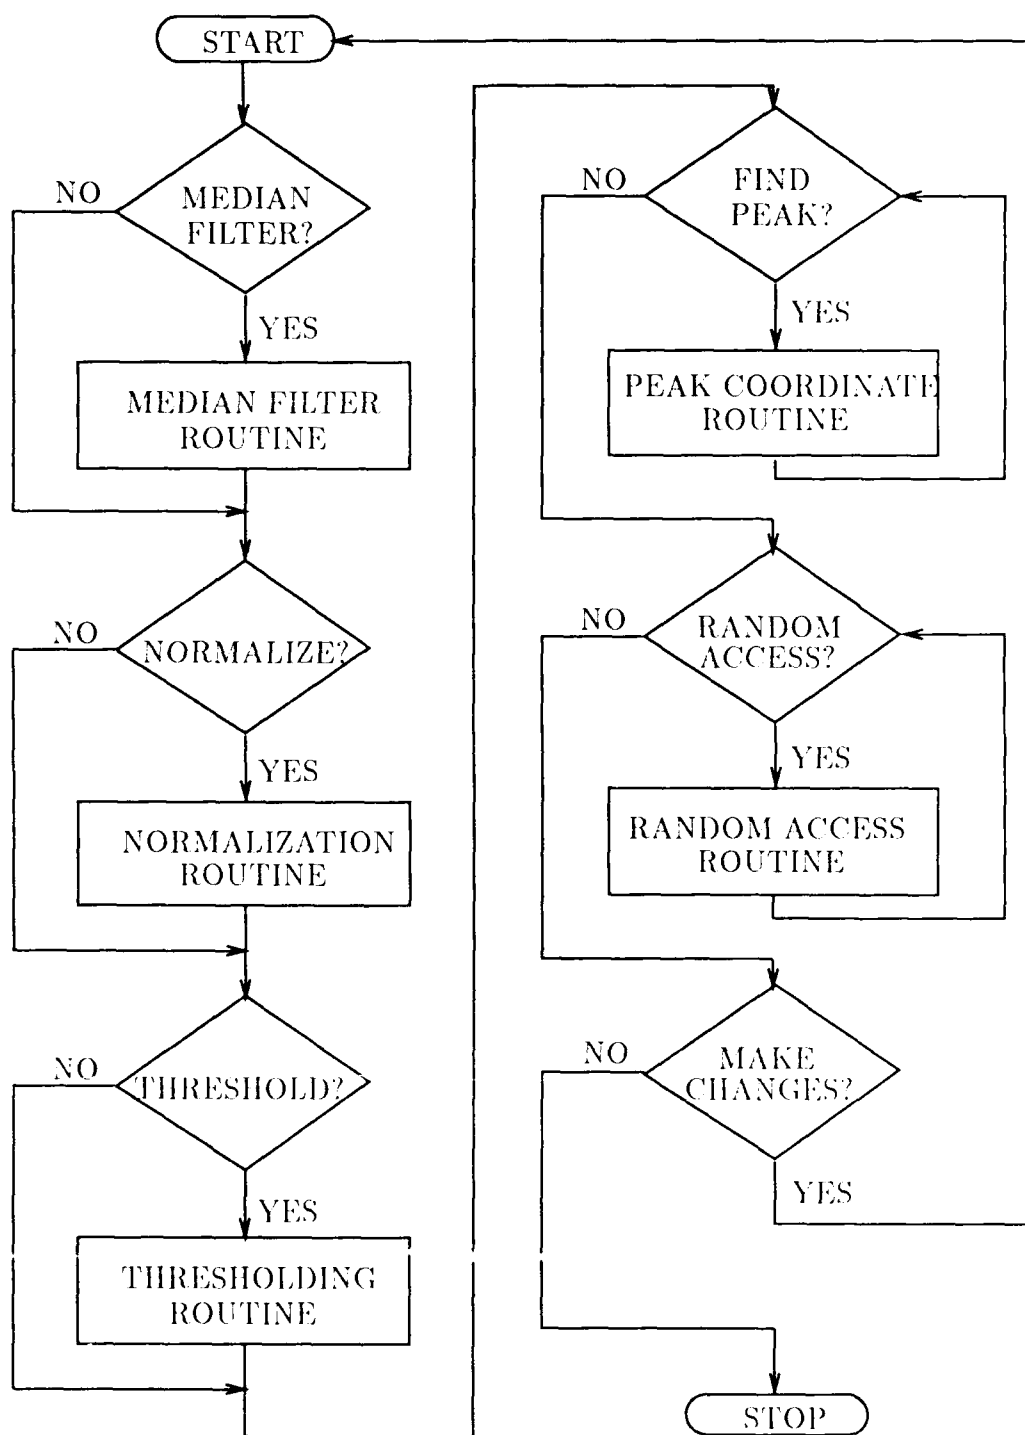 START
NO
MEDIAN
FILTER?
YES
MEDIAN FILTER
ROUTINE
NO
NORMALIZE?
YES
NORMALIZATION
ROUTINE
NO
THRESHOLD?
YES
THRESHOLDING
ROUTINE
NO
FIND
PEAK?
YES
PEAK COORDINATE
ROUTINE
NO
RANDOM
ACCESS?
YES
RANDOM ACCESS
ROUTINE
NO
MAKE
CHANGES?
YES
STOP